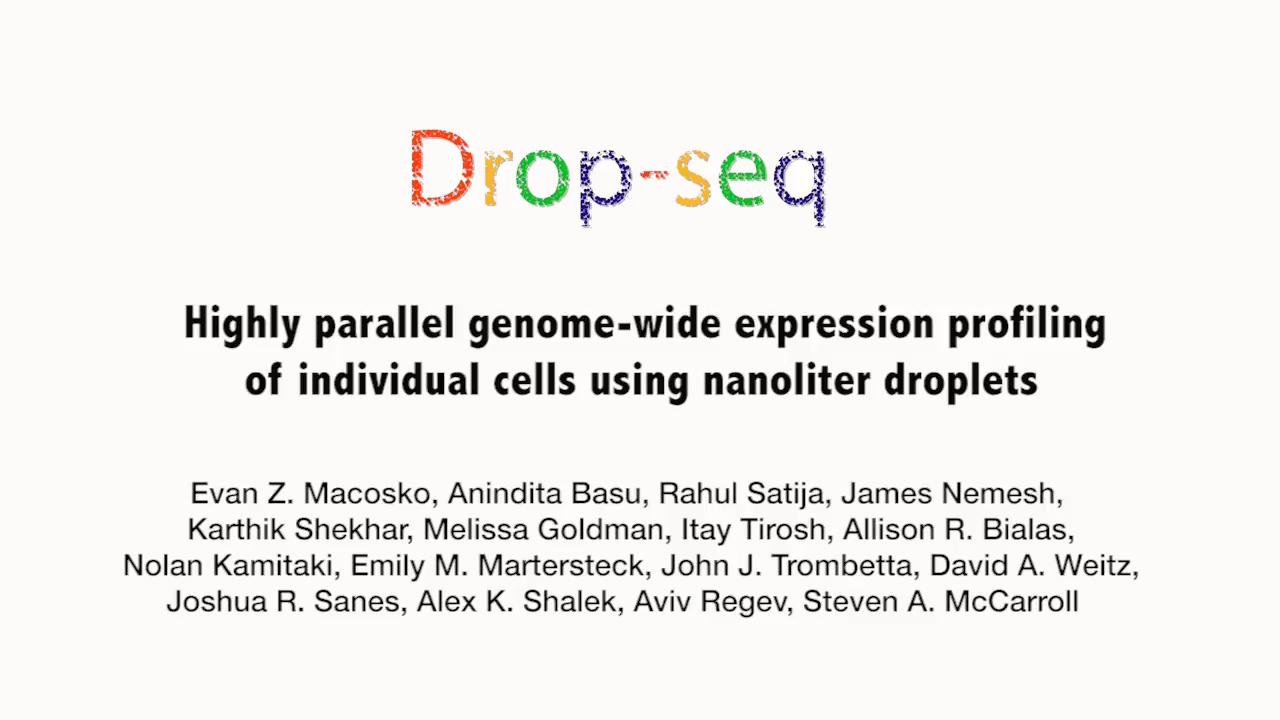 Drop-seq
Highly parallel genome-wide expression profiling
of individual cells using nanoliter droplets
Evan Z. Macosko, Anindita Basu, Rahul Satija, James Nemesh,
Karthik Shekhar, Melissa Goldman, Itay Tirosh, Allison R. Bialas,
Nolan Kamitaki, Emily M. Martersteck, John J. Trombetta, David A. Weitz,
Joshua R. Sanes, Alex K. Shalek, Aviv Regev, Steven A. McCarroll